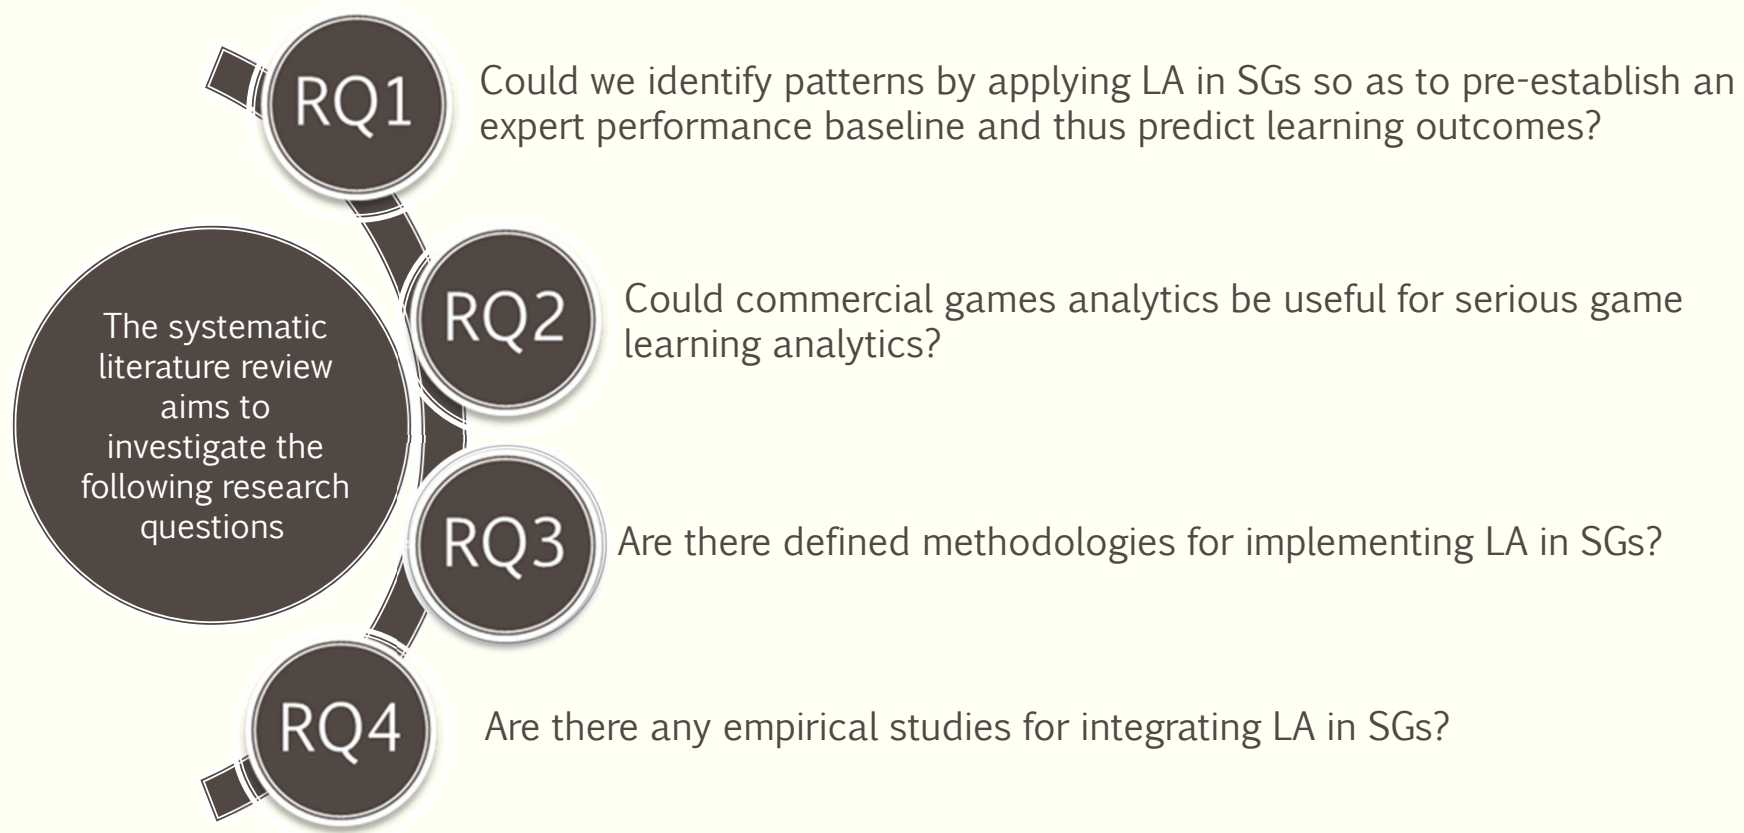 The systematic
literature review
aims to
investigate the
following research
questions
RQ1
Could we identify patterns by applying LA in SGs so as to pre-establish an
expert performance baseline and thus predict learning outcomes?
RQ2
Could commercial games analytics be useful for serious game
learning analytics?
RQ3
Are there defined methodologies for implementing LA in SGs?
RQ4
Are there any empirical studies for integrating LA in SGs?